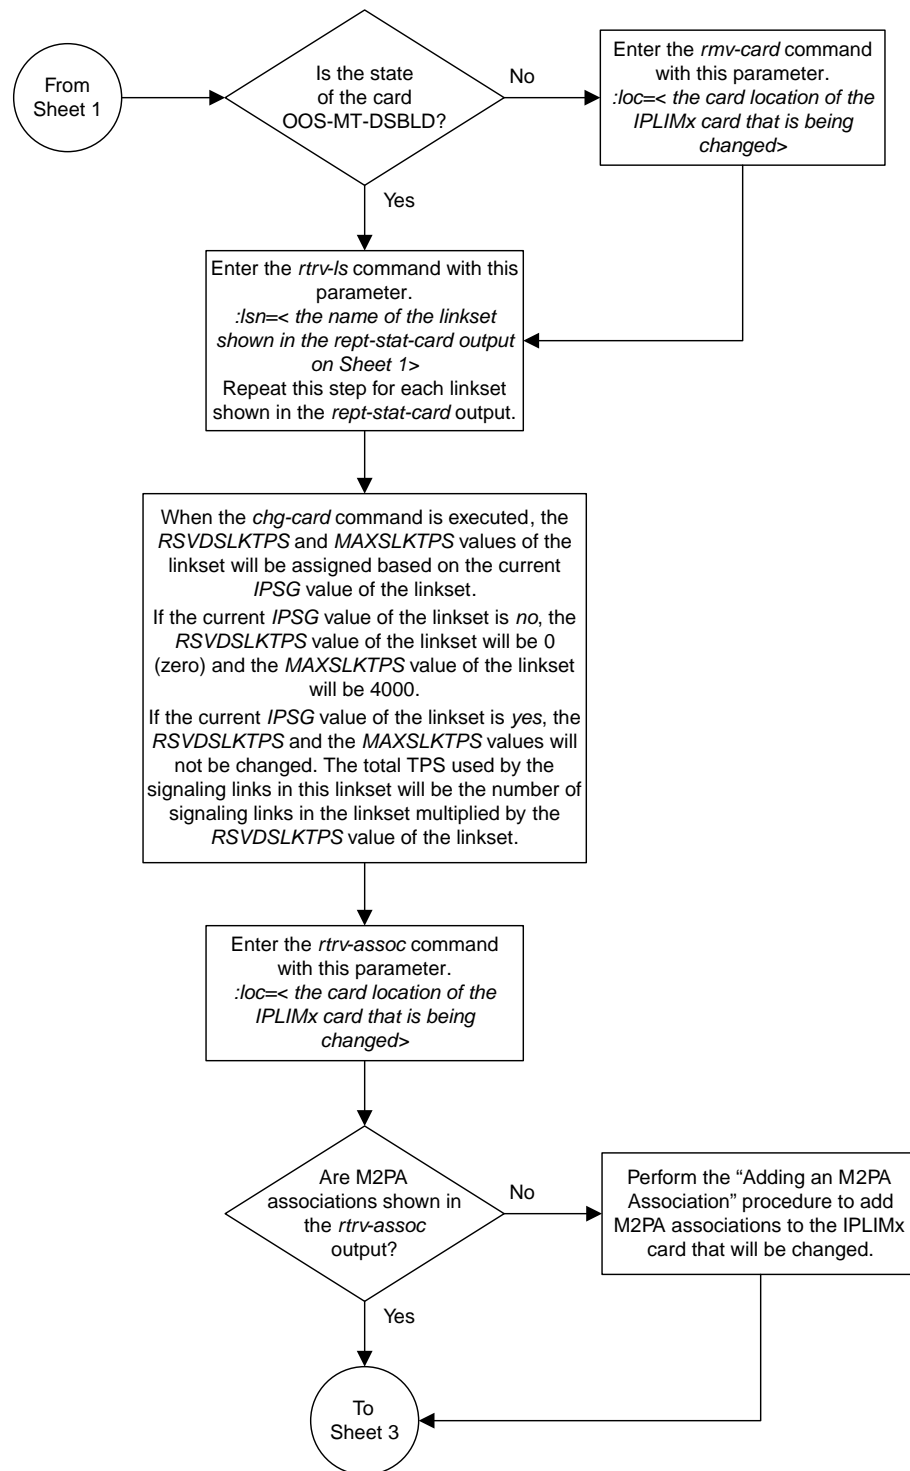 From
Sheet 1
Is the state
of the card
OOS-MT-DSBLD?
No
Enter the rmv-card command
with this parameter.
:loc=< the card location of the
IPLIMx card that is being
changed>
Yes
Enter the rtrv-ls command with this
parameter.
:lsn=< the name of the linkset
shown in the rept-stat-card output
on Sheet 1>
Repeat this step for each linkset
shown in the rept-stat-card output.
When the chg-card command is executed, the
RSVDSLKTPS and MAXSLKTPS values of the
linkset will be assigned based on the current
IPSG value of the linkset.
If the current IPSG value of the linkset is no, the
RSVDSLKTPS value of the linkset will be 0
(zero) and the MAXSLKTPS value of the linkset
will be 4000.
If the current IPSG value of the linkset is yes, the
RSVDSLKTPS and the MAXSLKTPS values will
not be changed. The total TPS used by the
signaling links in this linkset will be the number of
signaling links in the linkset multiplied by the
RSVDSLKTPS value of the linkset.
Enter the rtrv-assoc command
with this parameter.
:loc=< the card location of the
IPLIMx card that is being
changed>
Are M2PA
associations shown in
the rtrv-assoc
output?
No
Perform the “Adding an M2PA
Association” procedure to add
M2PA associations to the IPLIMx
card that will be changed.
Yes
To
Sheet 3